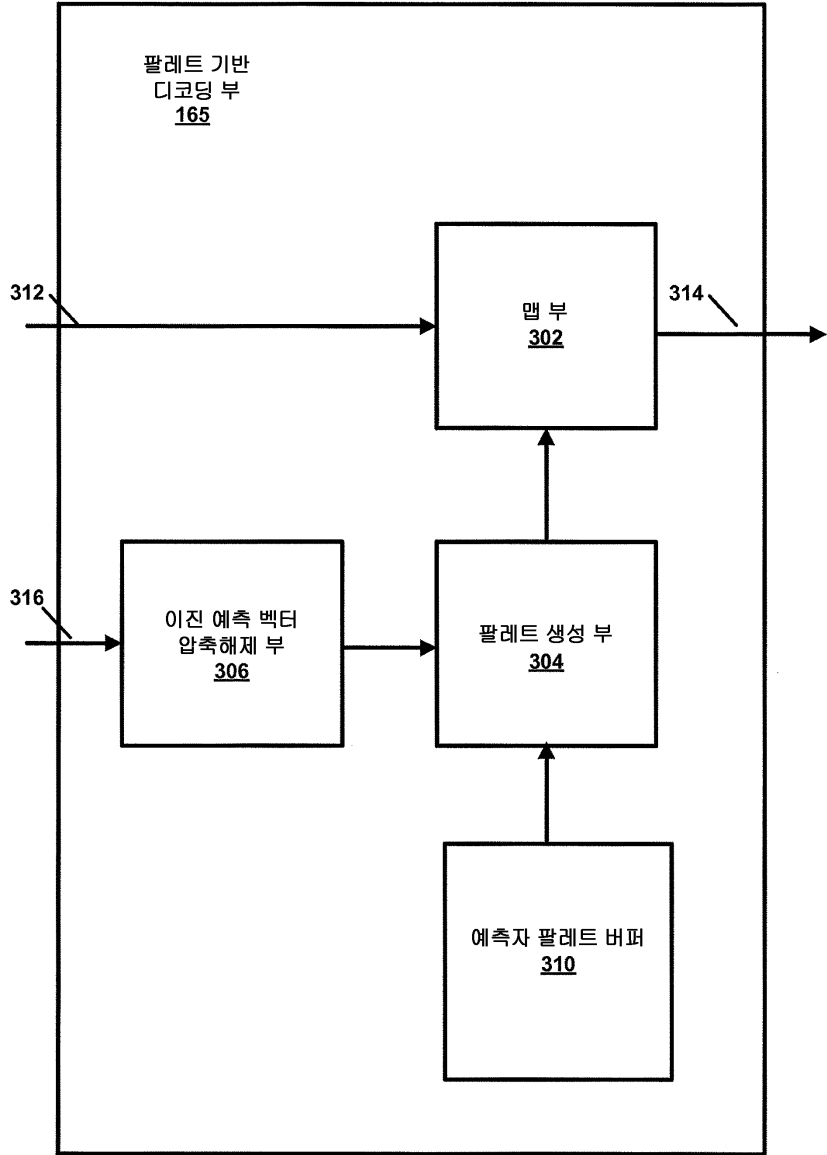 팔레트 기반
디코딩 부
165
312
맵 부
302
314
316
이진 예측 벡터
압축해제 부
306
팔레트 생성 부
304
예측자 팔레트 버퍼
310